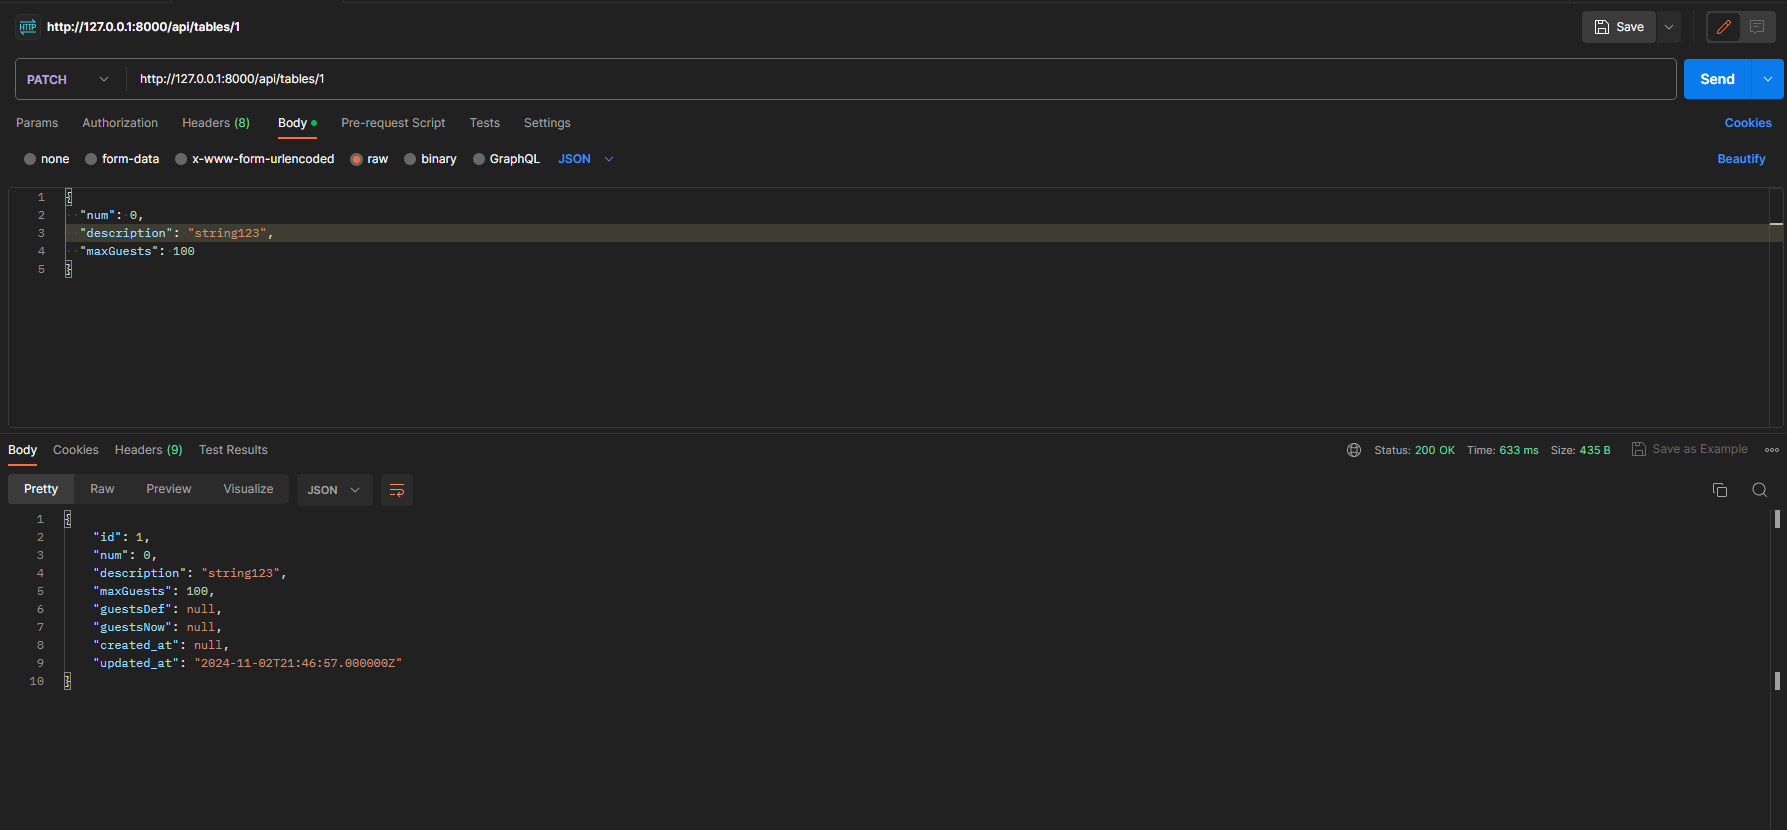 HTTP http://127.0.0.1:8000/api/tables/1 Save
PATCH http://127.0.0.1:8000/api/tables/1 Send
Params Authorization Headers (8) Body Pre-request Script Tests Settings Cookies
none form-data x-www-form-urlencoded raw binary GraphQL JSON Beautify
1 {
2 "num": 0,
3 "description": "string123",
4 "maxGuests": 100
5 }
Body Cookies Headers (9) Test Results Status: 200 OK Time: 633 ms Size: 435 B Save as Example
Pretty Raw Preview Visualize JSON
1 {
2 "id": 1,
3 "num": 0,
4 "description": "string123",
5 "maxGuests": 100,
6 "guestsDef": null,
7 "guestsNow": null,
8 "created_at": null,
9 "updated_at": "2024-11-02T21:46:57.000000Z"
10 }